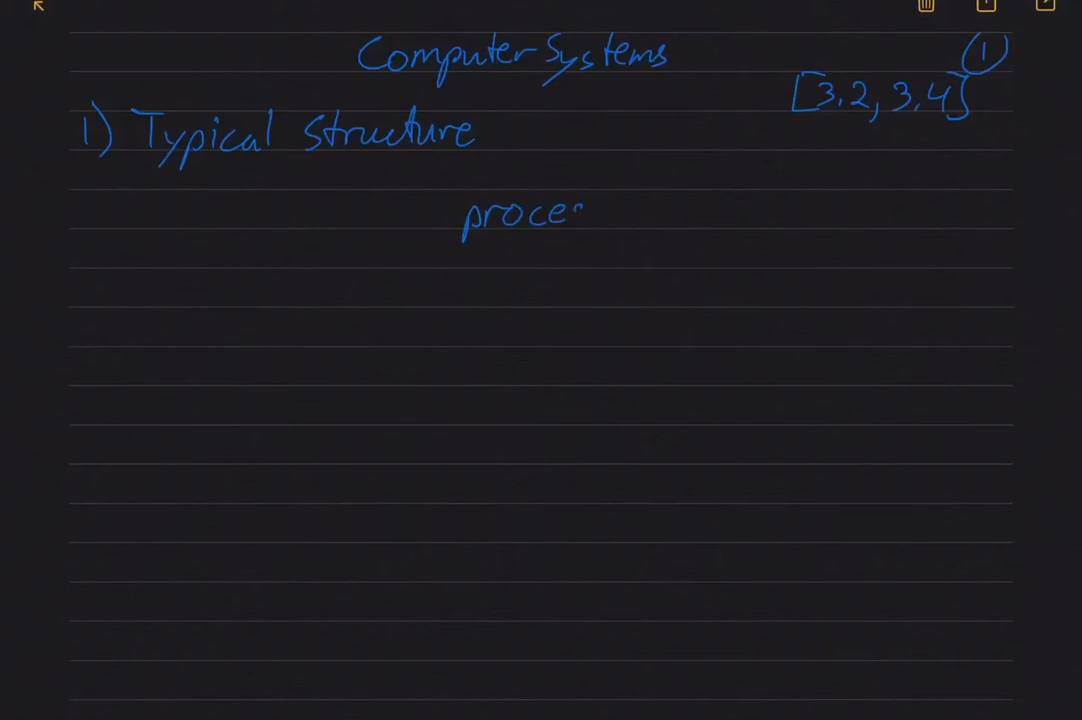 Computer Systems
①
[3.2, 3.4]
1) Typical structure
proce